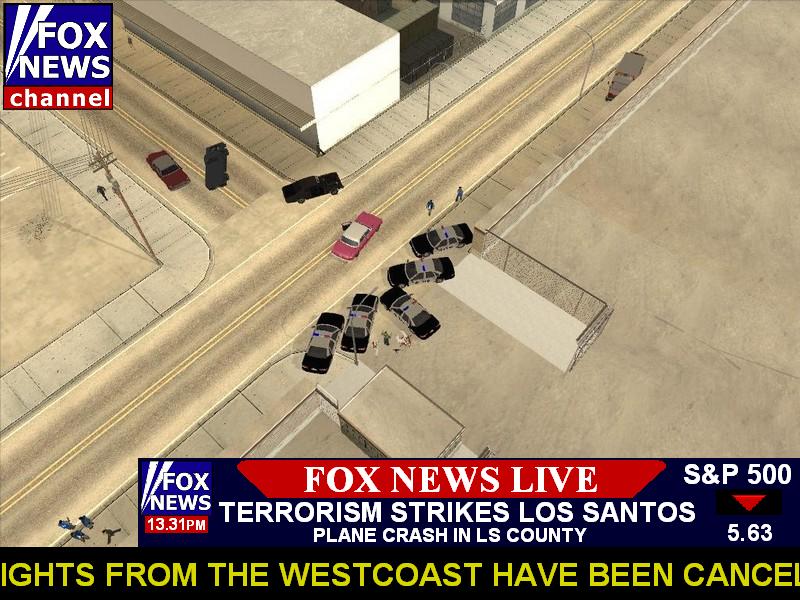 FOX
NEWS
channel
FOX
NEWS
13.31PM
FOX NEWS LIVE
TERRORISM STRIKES LOS SANTOS
PLANE CRASH IN LS COUNTY
S&P 500
5.63
IGHTS FROM THE WESTCOAST HAVE BEEN CANCEL